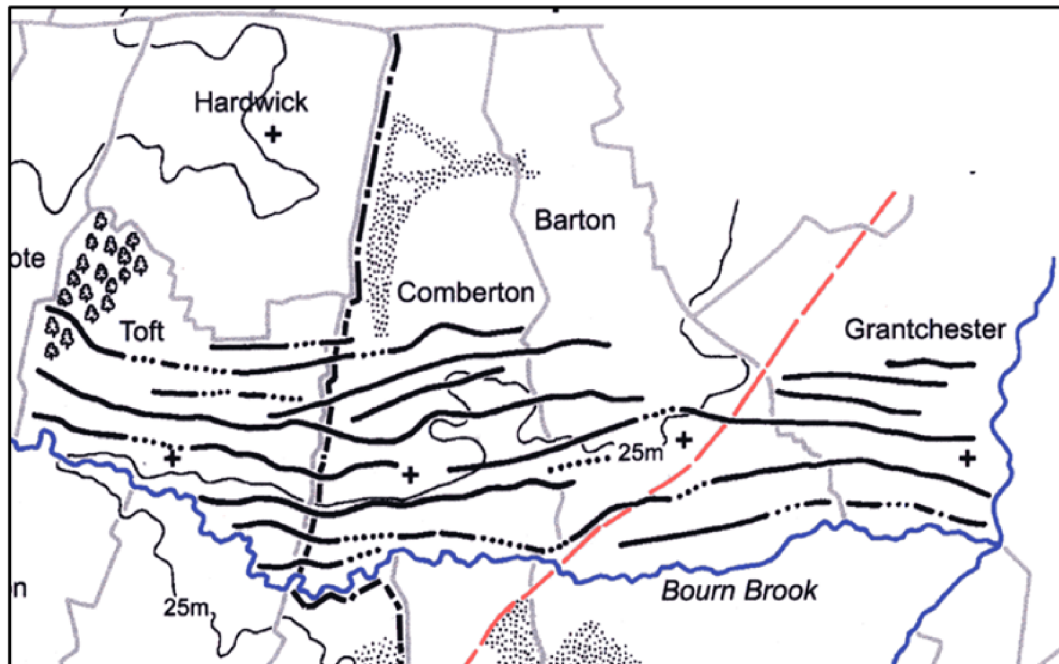 Hardwick
Barton
ote
Comberton
Toft
Grantchester
25m
n
Bourn Brook
25m